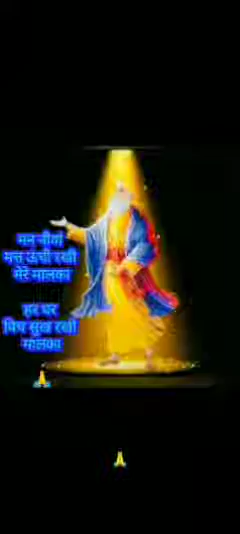 मन नीवां
मत्त ऊंची रखी
मेरे मालका
हर घर
विच सुख रखीं
मालका
🙏
🙏